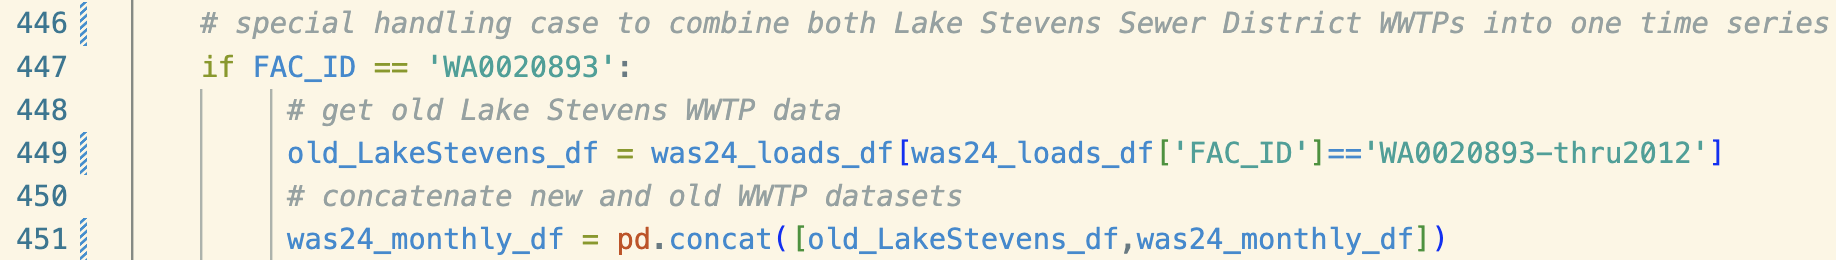 446 # special handling case to combine both Lake Stevens Sewer District WWTPs into one time series
447 if FAC_ID == 'WA0020893':
448 # get old Lake Stevens WWTP data
449 old_LakeStevens_df = was24_loads_df[was24_loads_df['FAC_ID']=='WA0020893-thru2012']
450 # concatenate new and old WWTP datasets
451 was24_monthly_df = pd.concat([old_LakeStevens_df,was24_monthly_df])